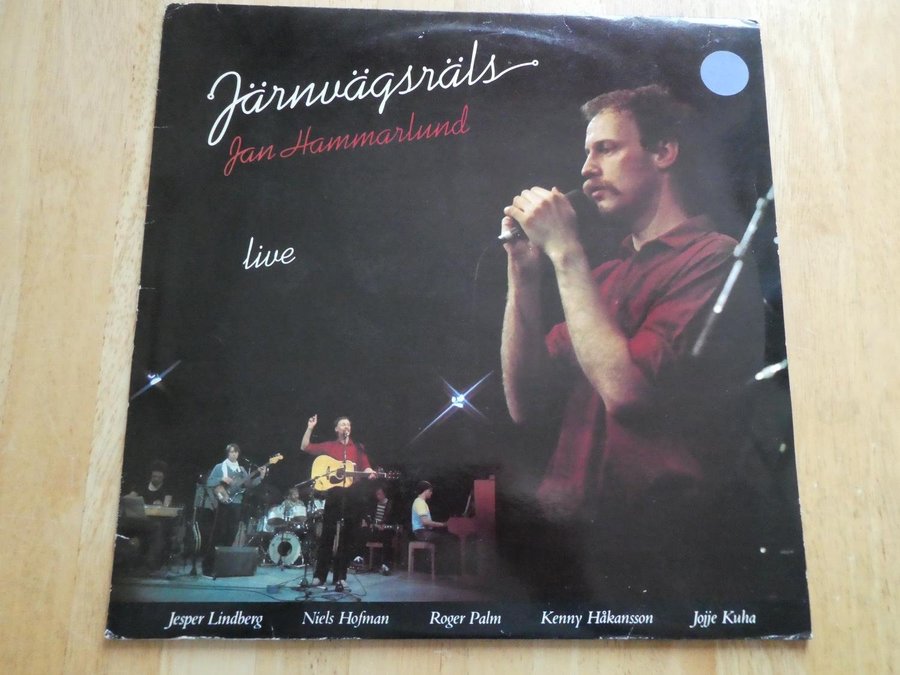 Järnvägsräls
Jan Hammarlund
live
Jesper Lindberg Niels Hofman Roger Palm Kenny Håkansson Jojje Kuha